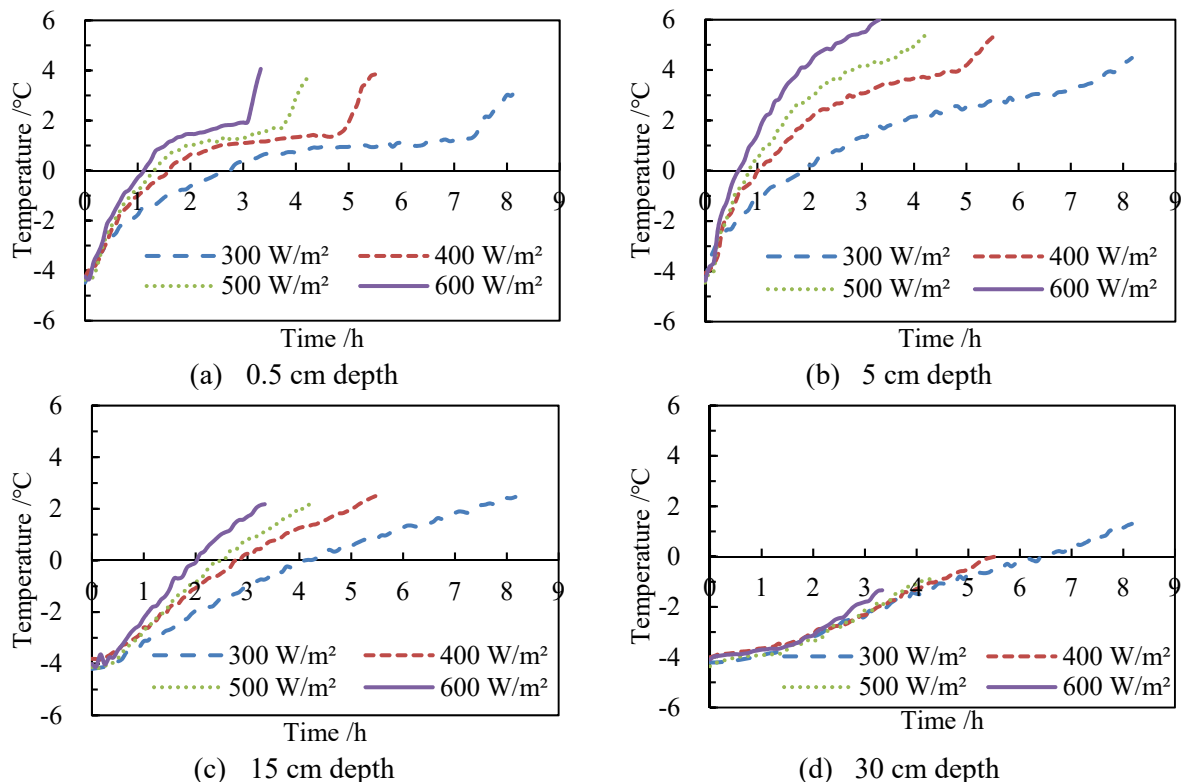 6
4
2
0
-2
-4
-6
Temperature /°C
0 1 2 3 4 5 6 7 8 9
300 W/m² 400 W/m²
500 W/m² 600 W/m²
Time /h
(a) 0.5 cm depth
6
4
2
0
-2
-4
-6
Temperature /°C
0 1 2 3 4 5 6 7 8 9
300 W/m² 400 W/m²
500 W/m² 600 W/m²
Time /h
(b) 5 cm depth
6
4
2
0
-2
-4
-6
Temperature /°C
0 1 2 3 4 5 6 7 8 9
300 W/m² 400 W/m²
500 W/m² 600 W/m²
Time /h
(c) 15 cm depth
6
4
2
0
-2
-4
-6
Temperature /°C
0 1 2 3 4 5 6 7 8 9
300 W/m² 400 W/m²
500 W/m² 600 W/m²
Time /h
(d) 30 cm depth